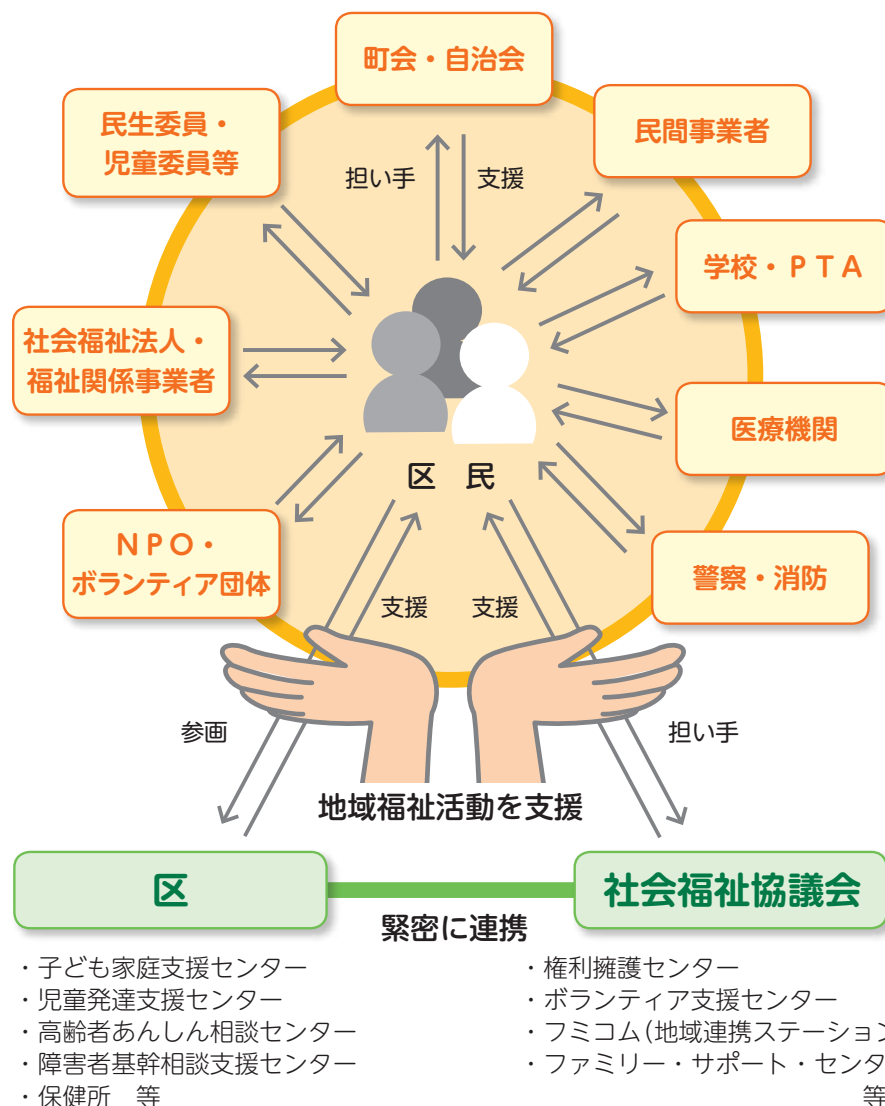 町会・自治会
民生委員・
児童委員等
民間事業者
担い手
支援
学校・PTA
社会福祉法人・
福祉関係事業者
医療機関
区 民
NPO・
ボランティア団体
警察・消防
支援
支援
参画
担い手
地域福祉活動を支援
区
社会福祉協議会
緊密に連携
・子ども家庭支援センター
・児童発達支援センター
・高齢者あんしん相談センター
・障害者基幹相談支援センター
・保健所 等
・権利擁護センター
・ボランティア支援センター
・フミコム(地域連携ステーション
・ファミリー・サポート・センタ
等